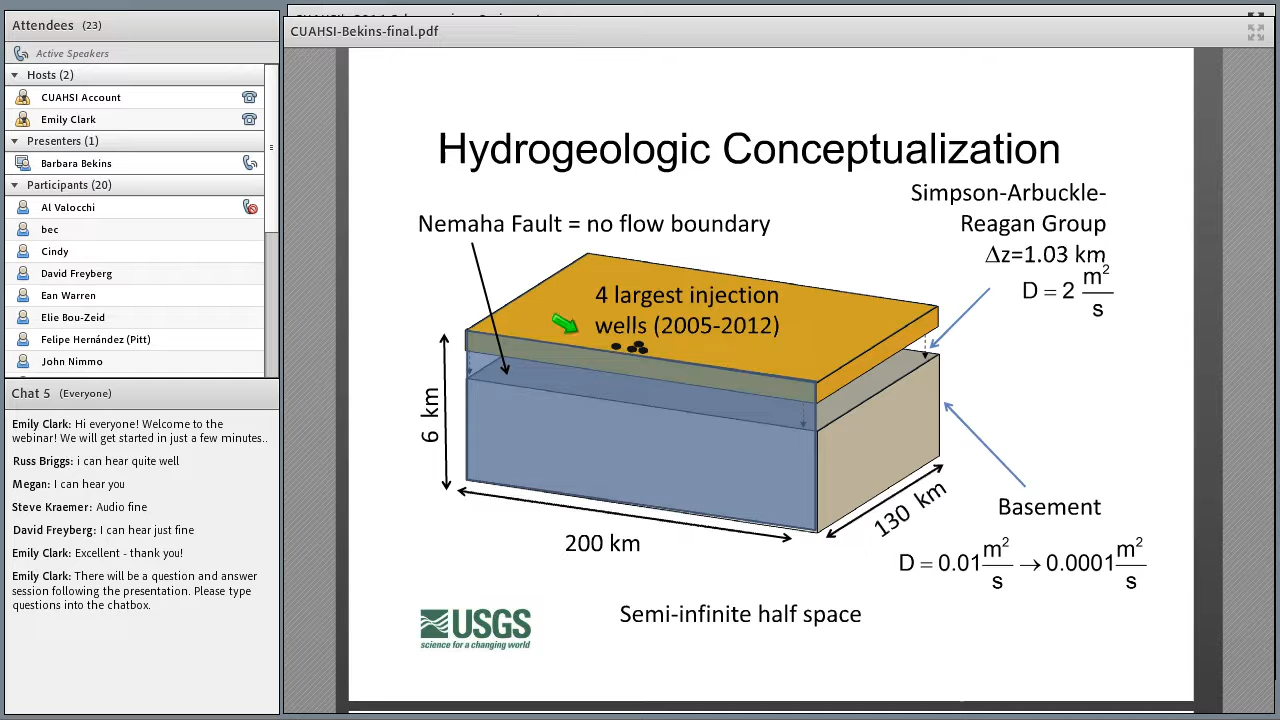 Attendees (23)
Active Speakers
Hosts (2)
CUAHSI Account
Emily Clark
Presenters (1)
Barbara Bekins
Participants (20)
Al Valocchi
bec
Cindy
David Freyberg
Ean Warren
Elie Bou-Zeid
Felipe Hernández (Pitt)
John Nimmo
Chat 5 (Everyone)
Emily Clark: Hi everyone! Welcome to the
webinar! We will get started in just a few minutes..
Russ Briggs: i can hear quite well
Megan: I can hear you
Steve Kraemer: Audio fine
David Freyberg: I can hear just fine
Emily Clark: Excellent - thank you!
Emily Clark: There will be a question and answer
session following the presentation. Please type
questions into the chatbox.
CUAHSI-Bekins-final.pdf
Hydrogeologic Conceptualization
Simpson-Arbuckle-
Reagan Group
Δz=1.03 km
D = 2 m²/s
Nemaha Fault = no flow boundary
4 largest injection
wells (2005-2012)
6 km
200 km
130 km
Basement
D = 0.01 m²/s → 0.0001 m²/s
Semi-infinite half space
USGS
science for a changing world